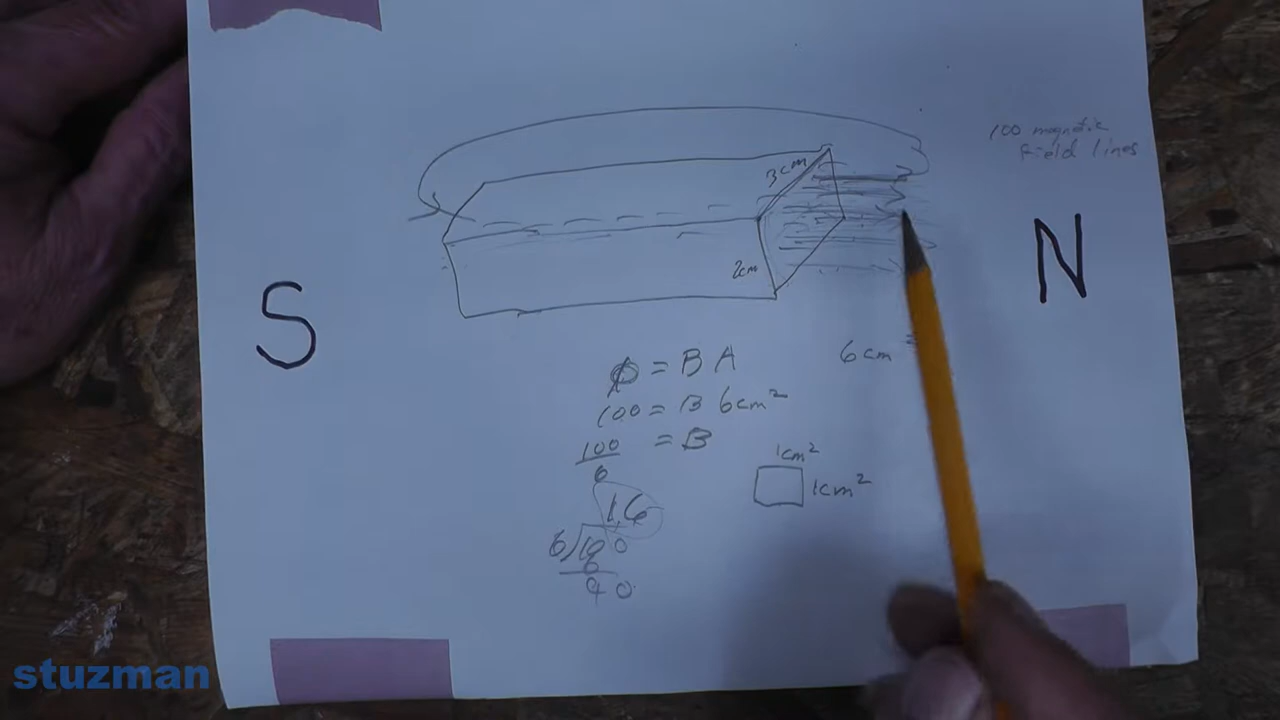 100 magnetic
field lines
3cm
2cm
S
N
6cm
ϕ = B A
100 = B 6cm²
100 = B
6
1cm²
1cm²
16
6)100
6
40
stuzman